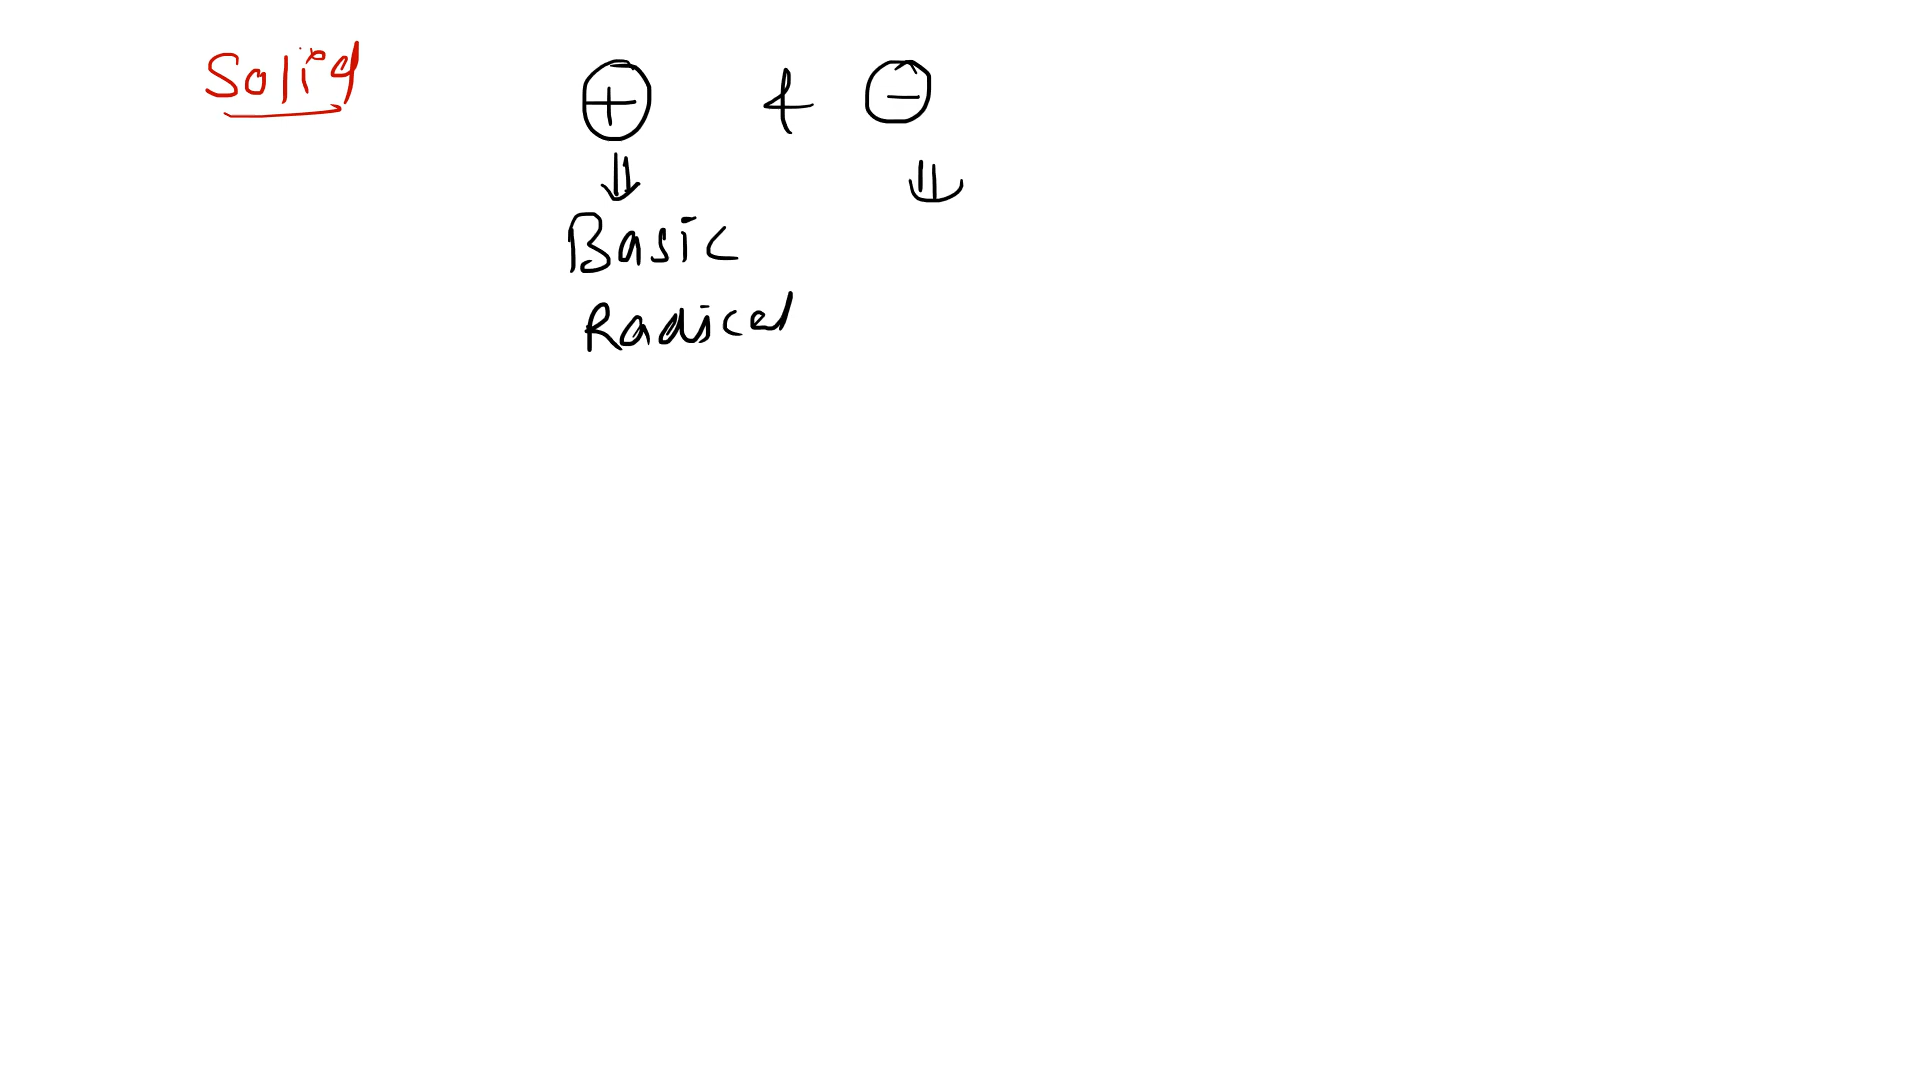 Solid
⊕ & ⊖
⇓ ⇓
Basic
Radical